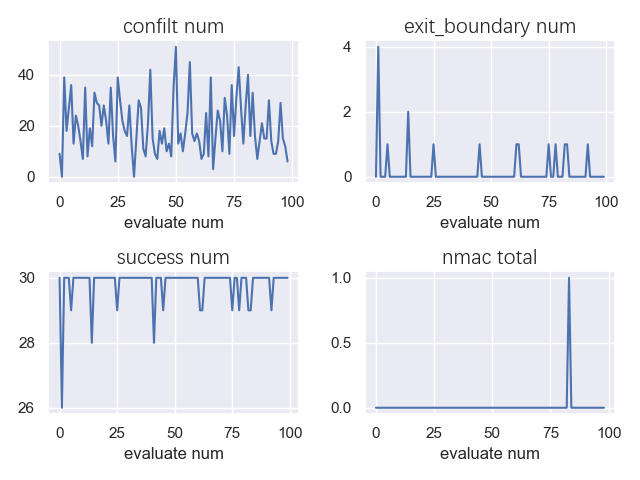 confilt num
40
20
0
0 25 50 75 100
evaluate num
exit_boundary num
4
2
0
0 25 50 75 100
evaluate num
success num
30
28
26
0 25 50 75 100
evaluate num
nmac total
1.0
0.5
0.0
0 25 50 75 100
evaluate num